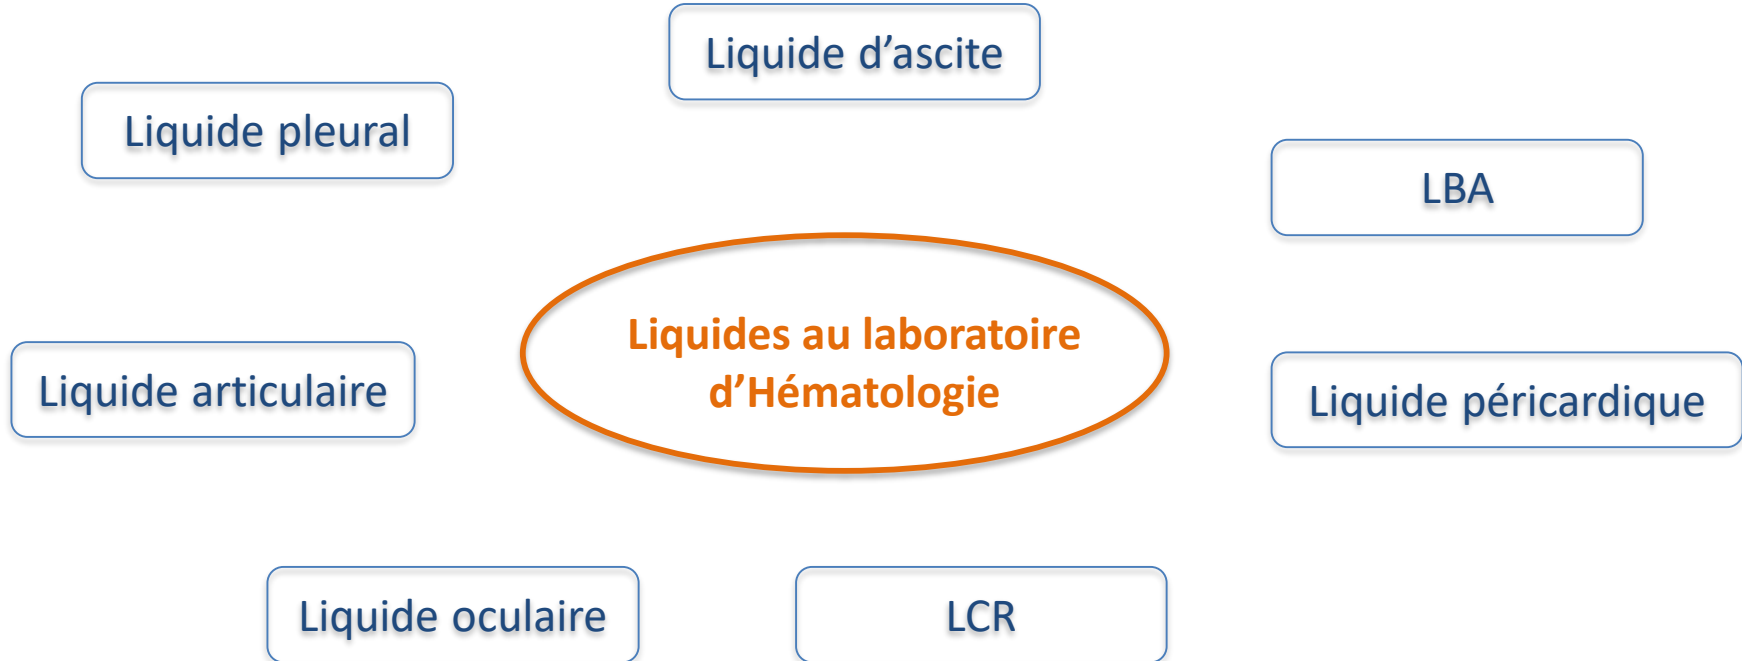 Liquide d’ascite
Liquide pleural
LBA
Liquides au laboratoire
d’Hématologie
Liquide articulaire
Liquide péricardique
Liquide oculaire
LCR